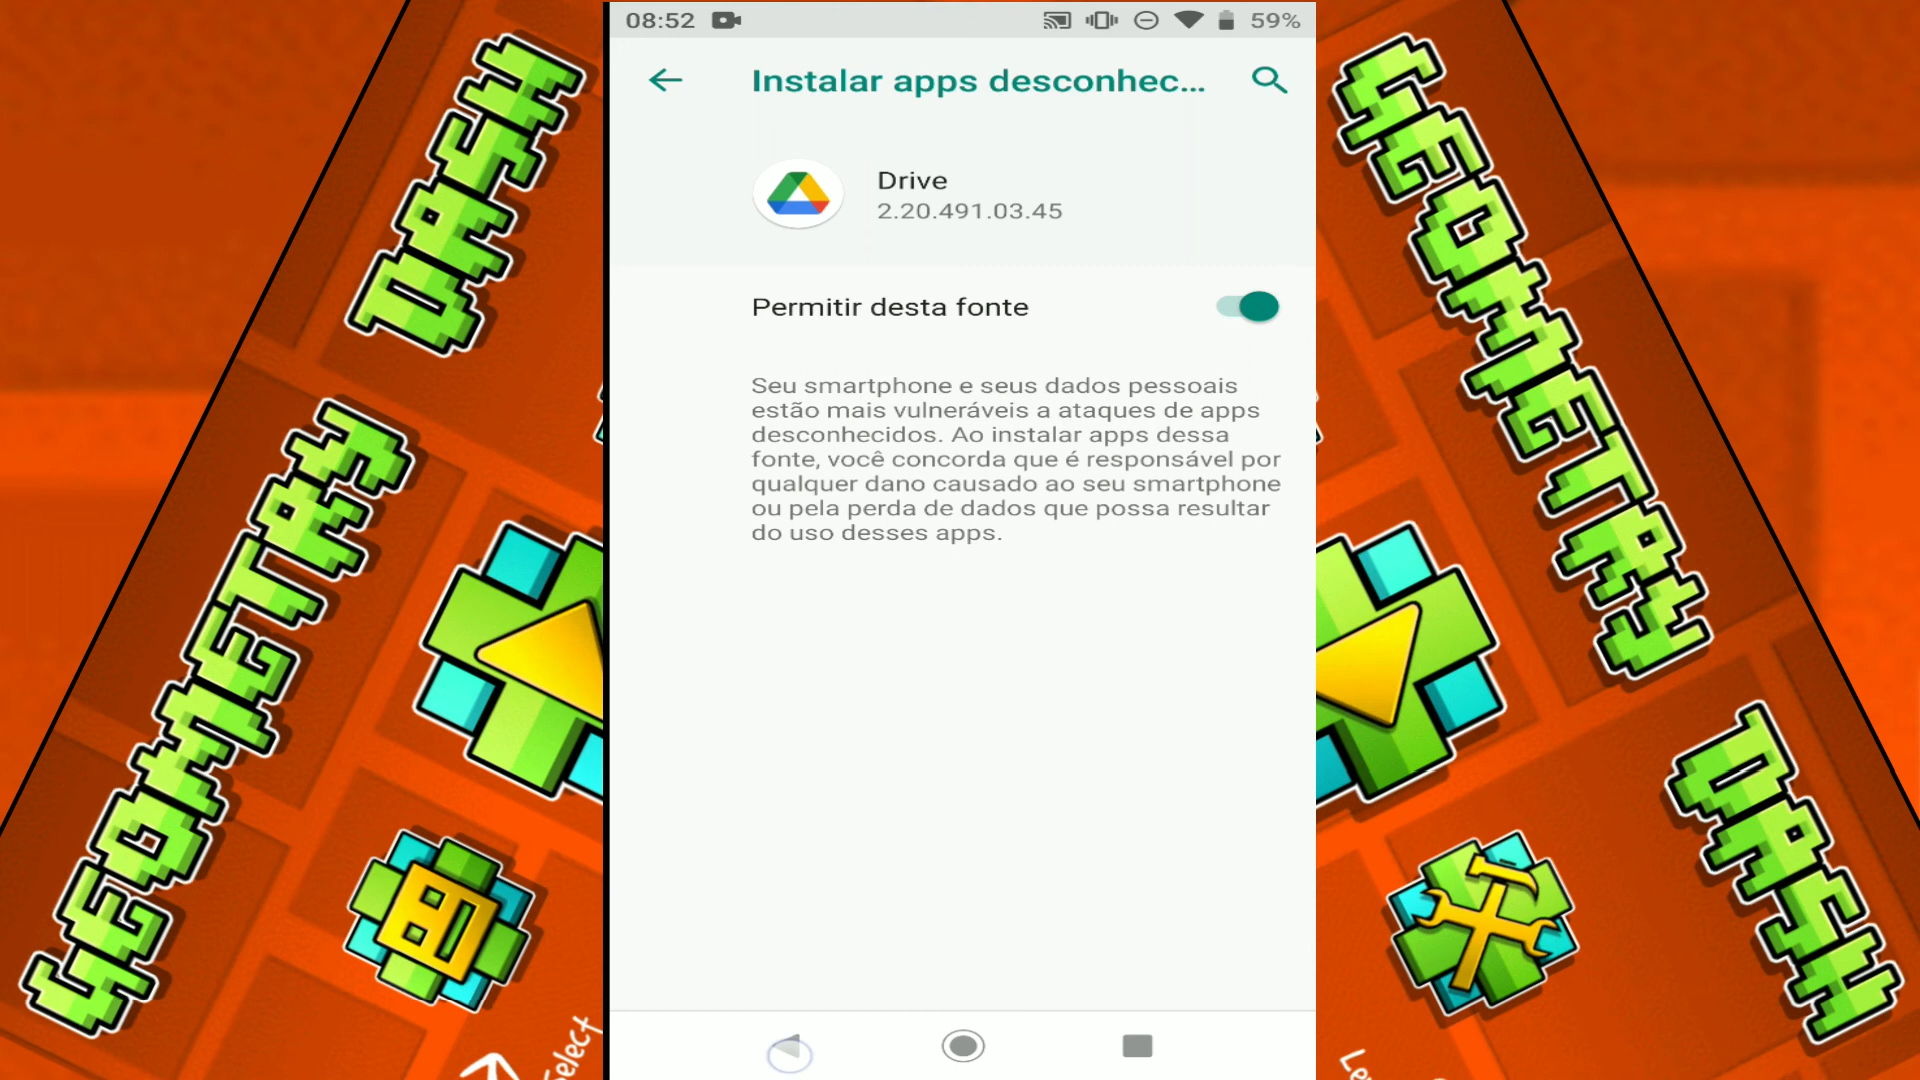 08:52
59%
Instalar apps desconhec...
Drive
2.20.491.03.45
Permitir desta fonte
Seu smartphone e seus dados pessoais
estão mais vulneráveis a ataques de apps
desconhecidos. Ao instalar apps dessa
fonte, você concorda que é responsável por
qualquer dano causado ao seu smartphone
ou pela perda de dados que possa resultar
do uso desses apps.
GEOMETRY DASH
Select
GEOMETRY DASH
Le